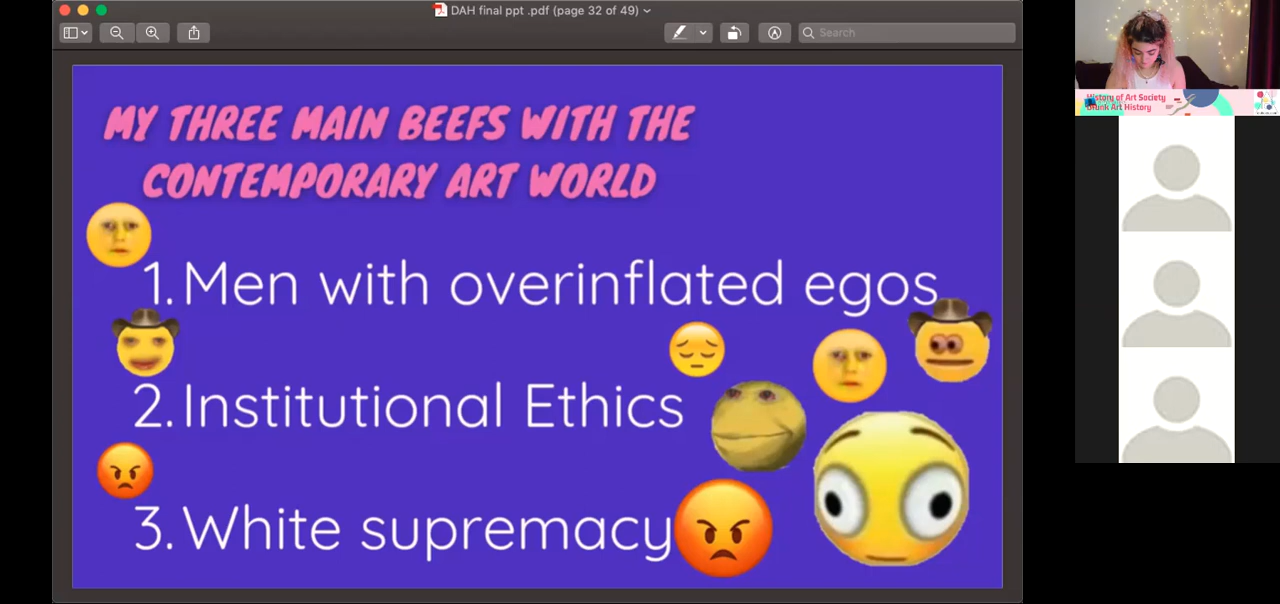 DAH final ppt .pdf (page 32 of 49)
Search
MY THREE MAIN BEEFS WITH THE
CONTEMPORARY ART WORLD
1. Men with overinflated egos
2. Institutional Ethics
3. White supremacy
History of Art Society
Drunk Art History